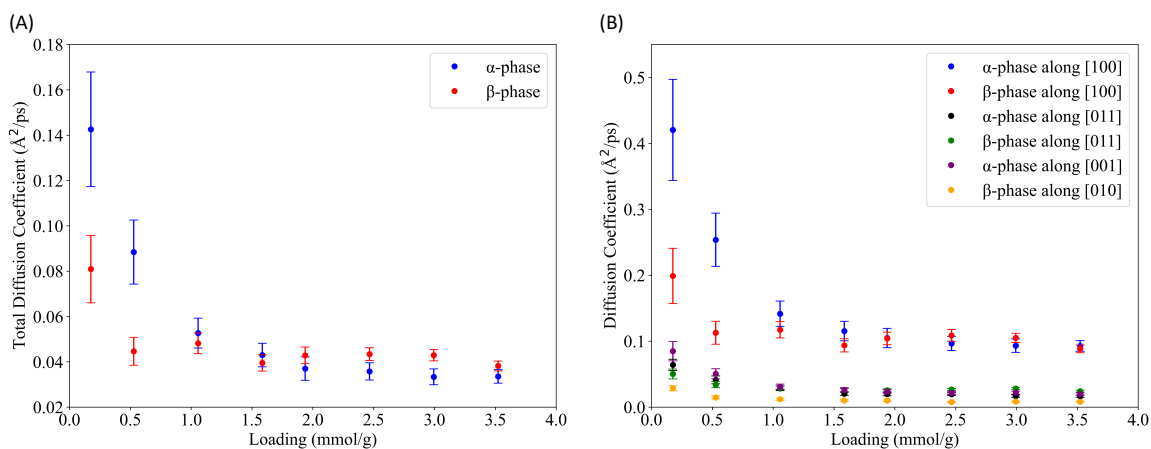 (A)
Total Diffusion Coefficient (Å²/ps)
0.18
0.16
0.14
0.12
0.10
0.08
0.06
0.04
0.02
0.0
0.5
1.0
1.5
2.0
2.5
3.0
3.5
4.0
Loading (mmol/g)
α-phase
β-phase
(B)
Diffusion Coefficient (Å²/ps)
0.5
0.4
0.3
0.2
0.1
0.0
0.0
0.5
1.0
1.5
2.0
2.5
3.0
3.5
4.0
Loading (mmol/g)
α-phase along [100]
β-phase along [100]
α-phase along [011]
β-phase along [011]
α-phase along [001]
β-phase along [010]